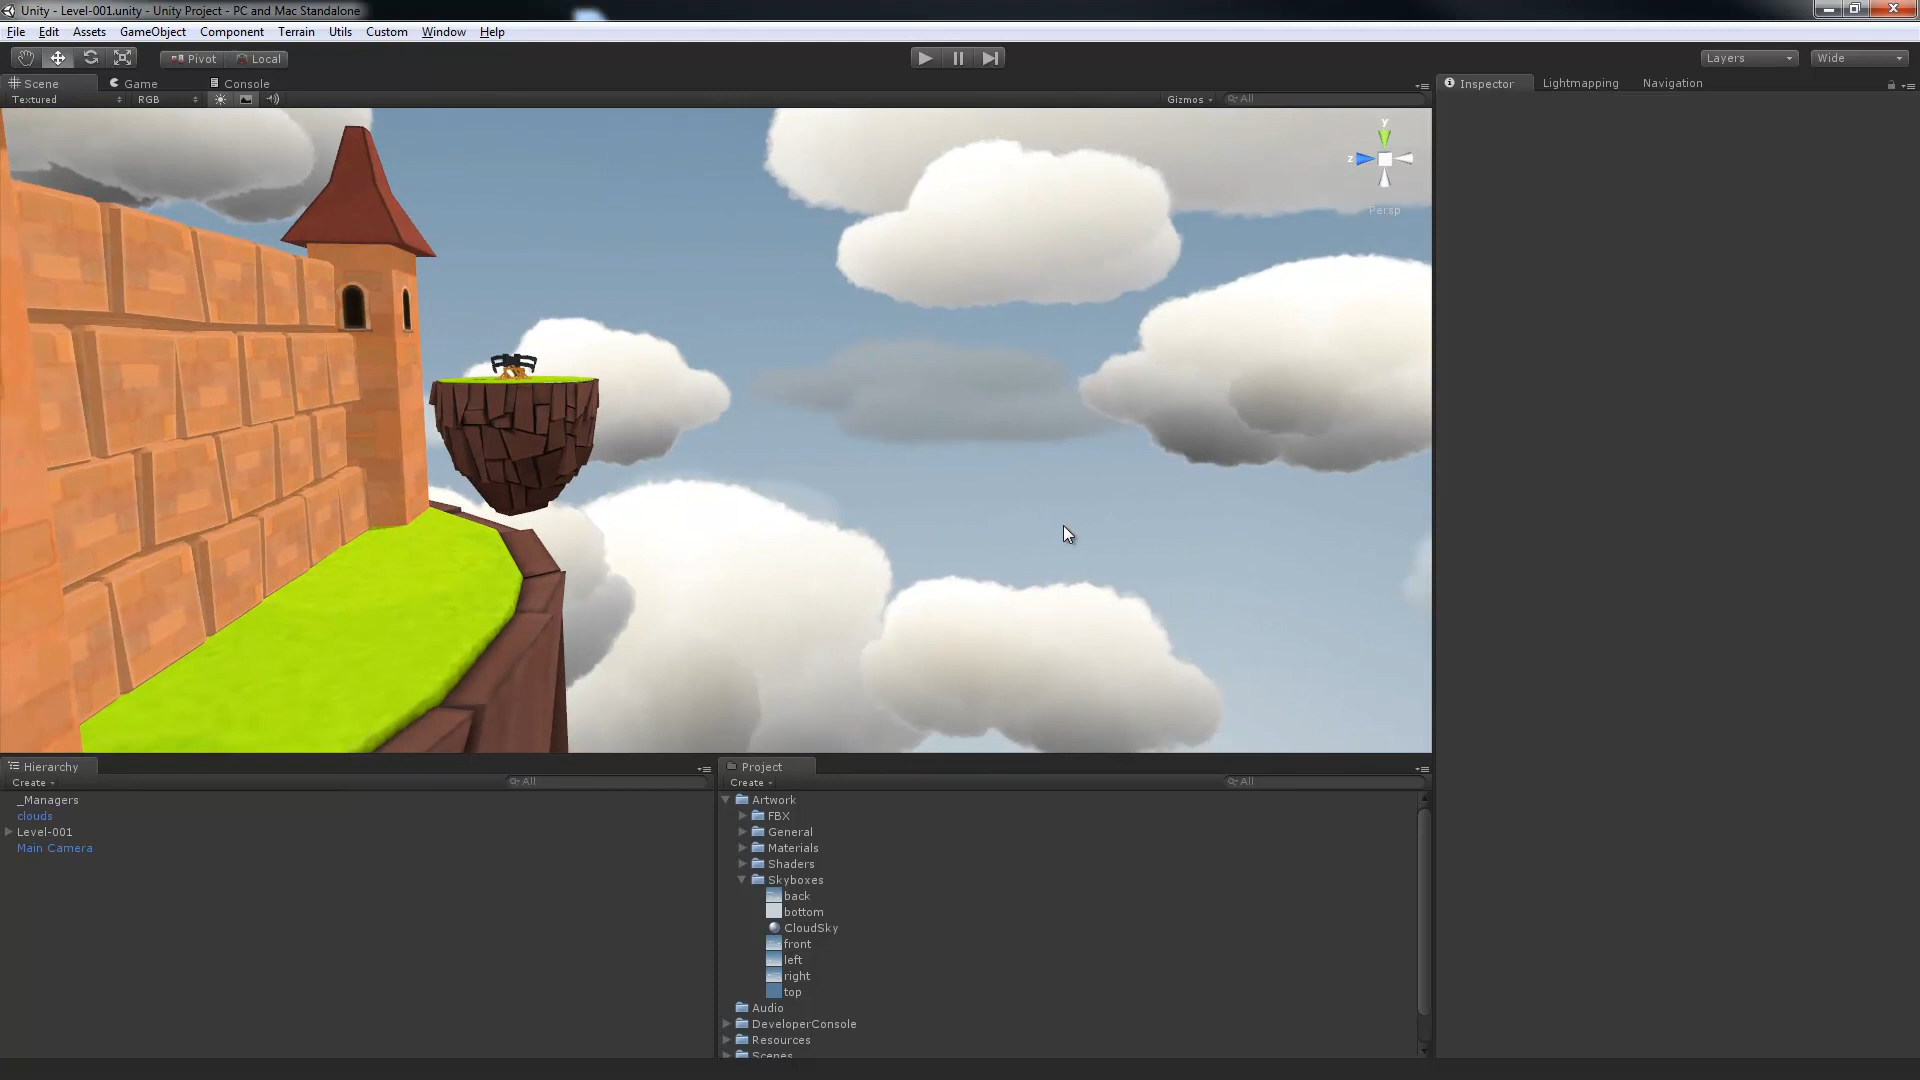 Unity - Level-001.unity - Unity Project - PC and Mac Standalone
File Edit Assets GameObject Component Terrain Utils Custom Window Help
Pivot Local Layers Wide
Scene Game Console Inspector Lightmapping Navigation
Textured RGB Gizmos All
y
z
Persp
Hierarchy
Create All
_Managers
clouds
Level-001
Main Camera
Project
Create All
Artwork
FBX
General
Materials
Shaders
Skyboxes
back
bottom
CloudSky
front
left
right
top
Audio
DeveloperConsole
Resources
Scenes